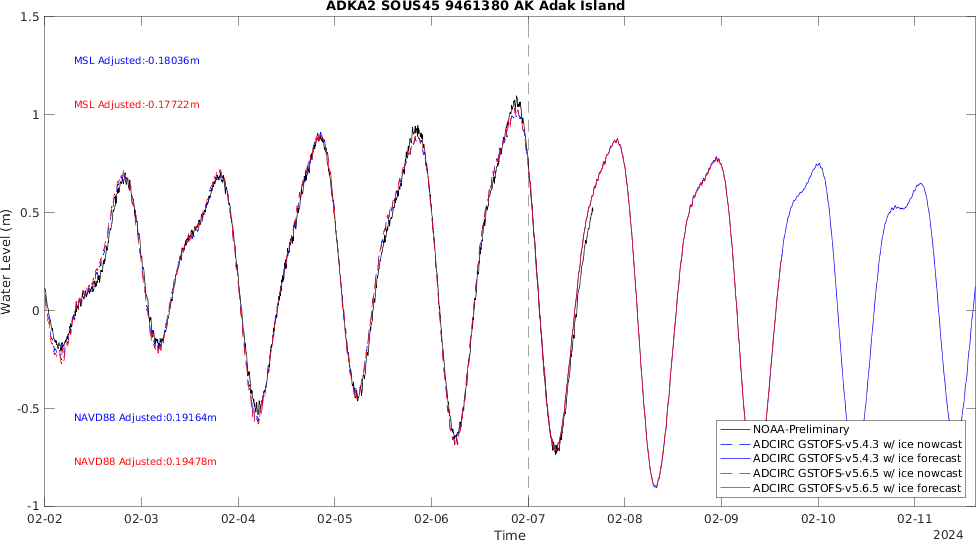 ADKA2 SOUS45 9461380 AK Adak Island
1.5
MSL Adjusted:-0.18036m
MSL Adjusted:-0.17722m
1
0.5
Water Level (m)
0
-0.5
NAVD88 Adjusted:0.19164m
NAVD88 Adjusted:0.19478m
NOAA-Preliminary
ADCIRC GSTOFS-v5.4.3 w/ ice nowcast
ADCIRC GSTOFS-v5.4.3 w/ ice forecast
ADCIRC GSTOFS-v5.6.5 w/ ice nowcast
ADCIRC GSTOFS-v5.6.5 w/ ice forecast
-1
02-02 02-03 02-04 02-05 02-06 02-07 02-08 02-09 02-10 02-11
Time
2024